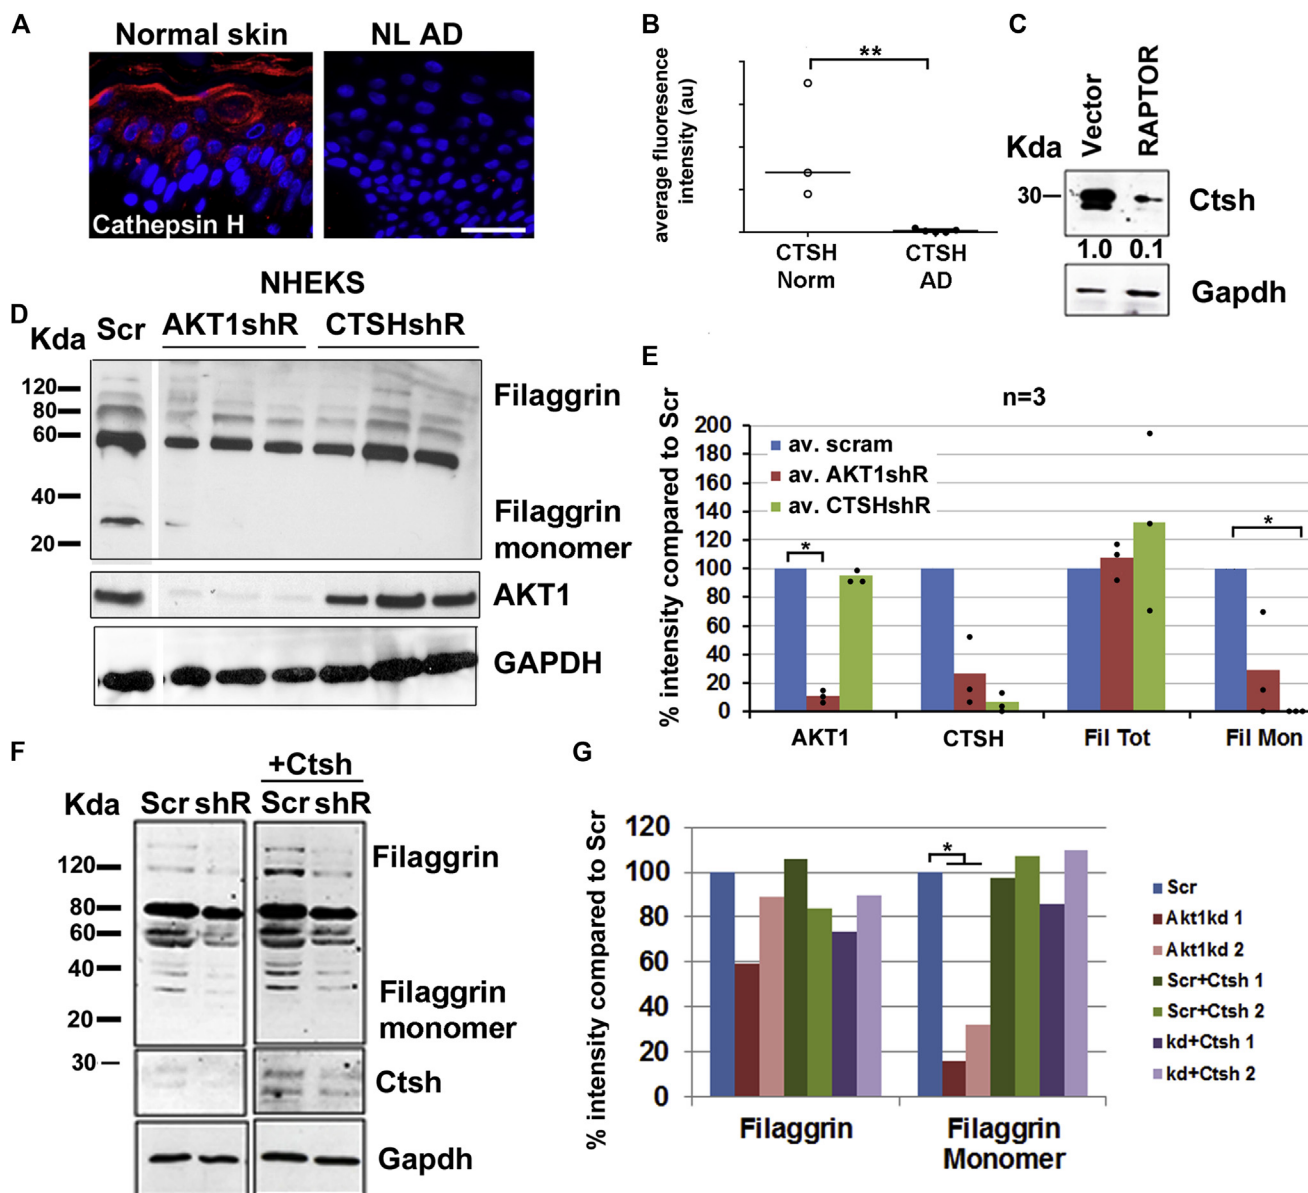 A
Normal skin
NL AD
Cathepsin H
B
average fluoresence
intensity (au)
**
CTSH
Norm
CTSH
AD
C
Vector
RAPTOR
Kda
30
Ctsh
1.0 0.1
Gapdh
D
NHEKS
Kda
Scr
AKT1shR
CTSHshR
120
80
60
40
20
Filaggrin
Filaggrin
monomer
AKT1
GAPDH
E
n=3
% intensity compared to Scr
200
180
160
140
120
100
80
60
40
20
0
av. scram
av. AKT1shR
av. CTSHshR
*
*
AKT1
CTSH
Fil Tot
Fil Mon
F
+Ctsh
Kda
Scr shR
Scr shR
120
80
60
40
20
30
Filaggrin
Filaggrin
monomer
Ctsh
Gapdh
G
% intensity compared to Scr
120
100
80
60
40
20
0
*
Filaggrin
Filaggrin
Monomer
Scr
Akt1kd 1
Akt1kd 2
Scr+Ctsh 1
Scr+Ctsh 2
kd+Ctsh 1
kd+Ctsh 2